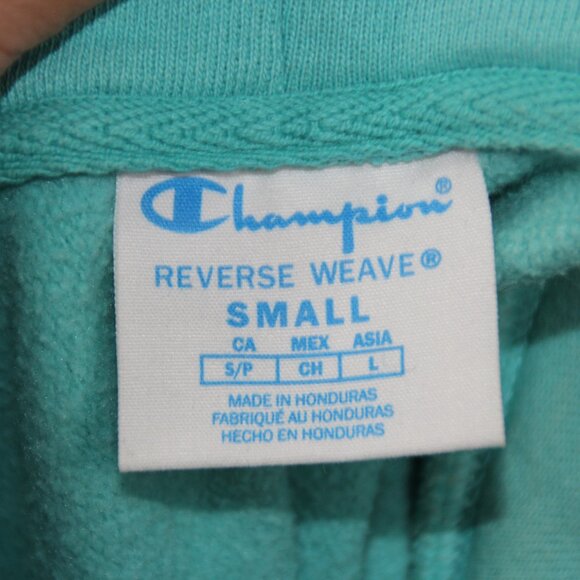 Champion®
REVERSE WEAVE®
SMALL
CA MEX ASIA
S/P CH L
MADE IN HONDURAS
FABRIQUÉ AU HONDURAS
HECHO EN HONDURAS